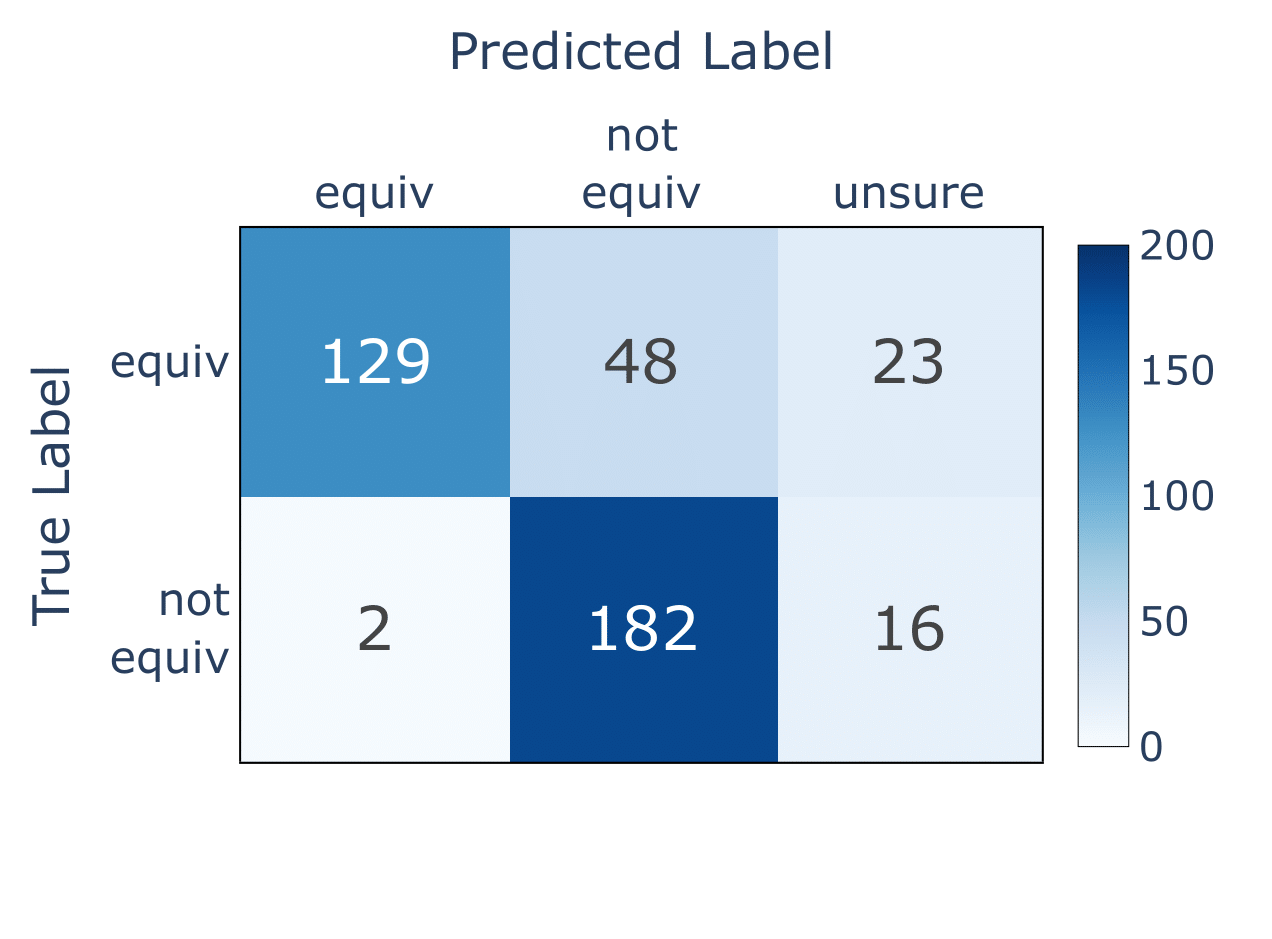 Predicted Label
equiv
not
equiv
unsure
True Label
equiv
129
48
23
not
equiv
2
182
16
200
150
100
50
0